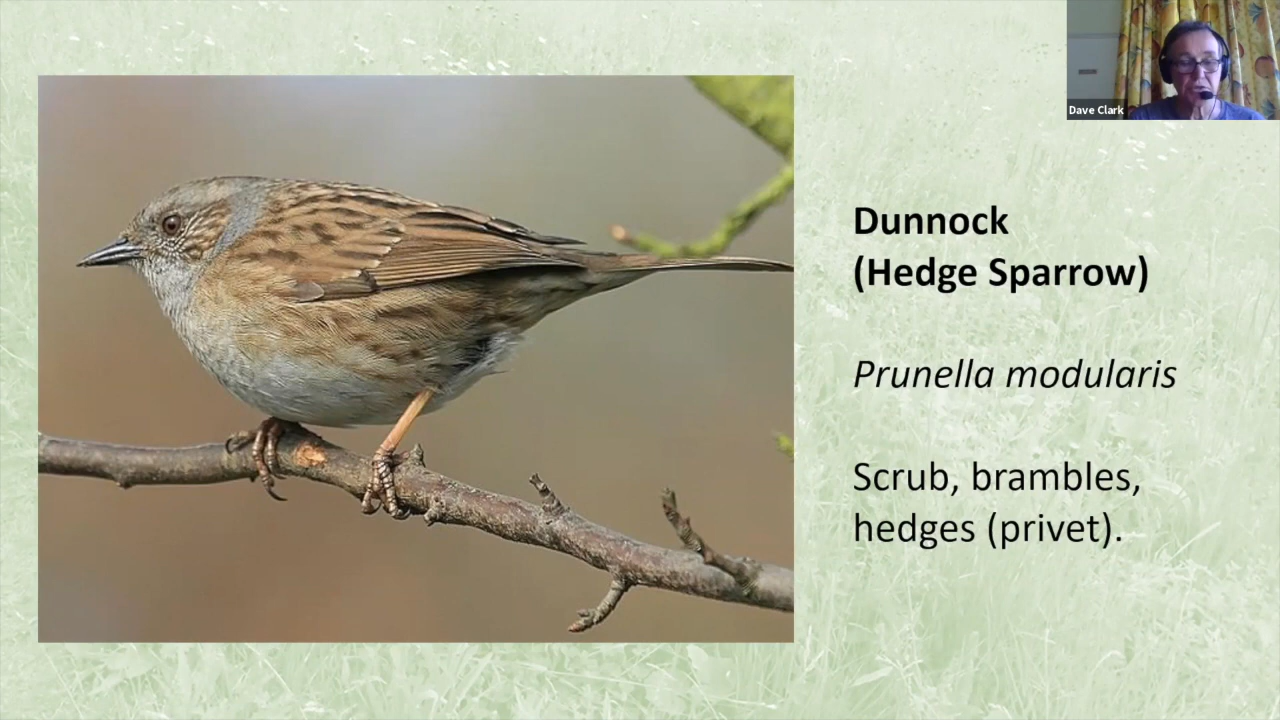 Dave Clark
Dunnock
(Hedge Sparrow)
Prunella modularis
Scrub, brambles,
hedges (privet).